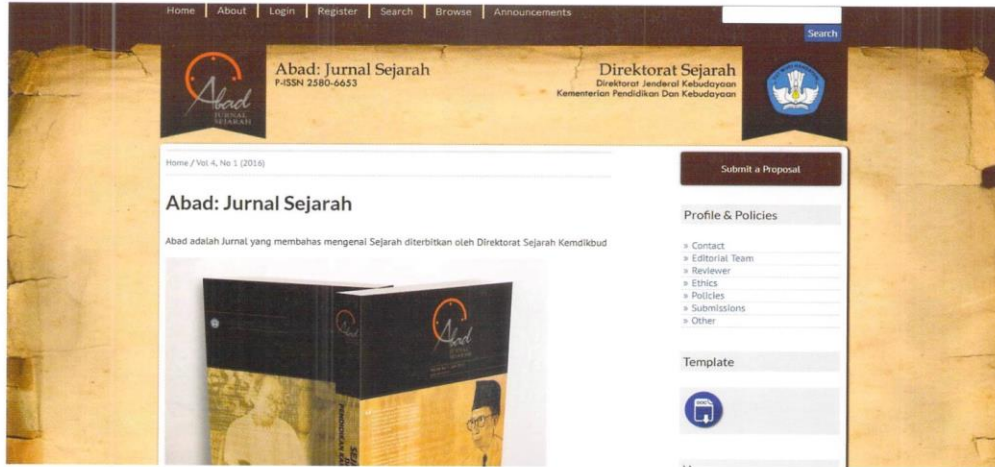 Home About Login Register Search Browse Announcements
Search
Abad
JURNAL
SEJARAH
Abad: Jurnal Sejarah
P-ISSN 2580-6653
Direktorat Sejarah
Direktorat Jenderal Kebudayaan
Kementerian Pendidikan Dan Kebudayaan
Home / Vol 4, No 1 (2016)
Abad: Jurnal Sejarah
Abad adalah Jurnal yang membahas mengenai Sejarah diterbitkan oleh Direktorat Sejarah Kemdikbud
Abad
Abad
Submit a Proposal
Profile & Policies
» Contact
» Editorial Team
» Reviewer
» Ethics
» Policies
» Submissions
» Other
Template